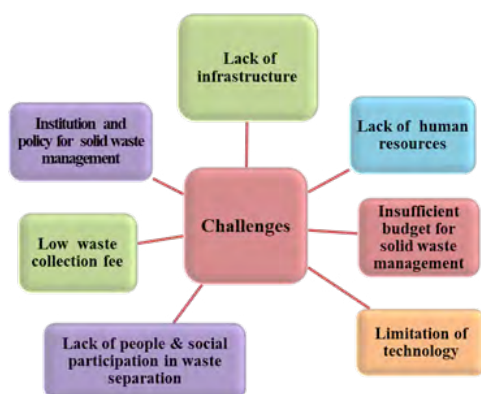 Lack of
infrastructure
Institution and
policy for solid waste
management
Lack of human
resources
Challenges
Insufficient
budget for
solid waste
management
Low waste
collection fee
Limitation of
technology
Lack of people & social
participation in waste
separation